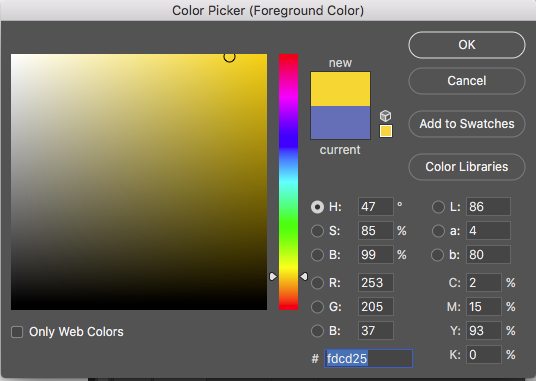 Color Picker (Foreground Color)
new
current
OK
Cancel
Add to Swatches
Color Libraries
H: 47 °
S: 85 %
B: 99 %
R: 253
G: 205
B: 37
L: 86
a: 4
b: 80
C: 2 %
M: 15 %
Y: 93 %
K: 0 %
Only Web Colors
# fdcd25